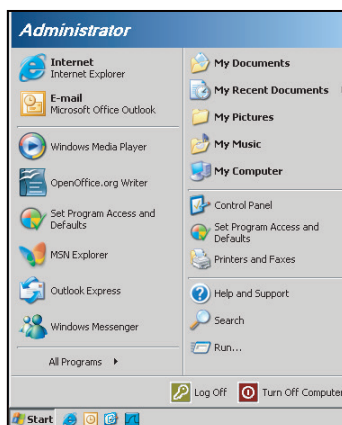 Administrator
Internet
Internet Explorer
E-mail
Microsoft Office Outlook
Windows Media Player
OpenOffice.org Writer
Set Program Access and
Defaults
MSN Explorer
Outlook Express
Windows Messenger
All Programs
My Documents
My Recent Documents
My Pictures
My Music
My Computer
Control Panel
Set Program Access and
Defaults
Printers and Faxes
Help and Support
Search
Run...
Log Off
Turn Off Computer
Start